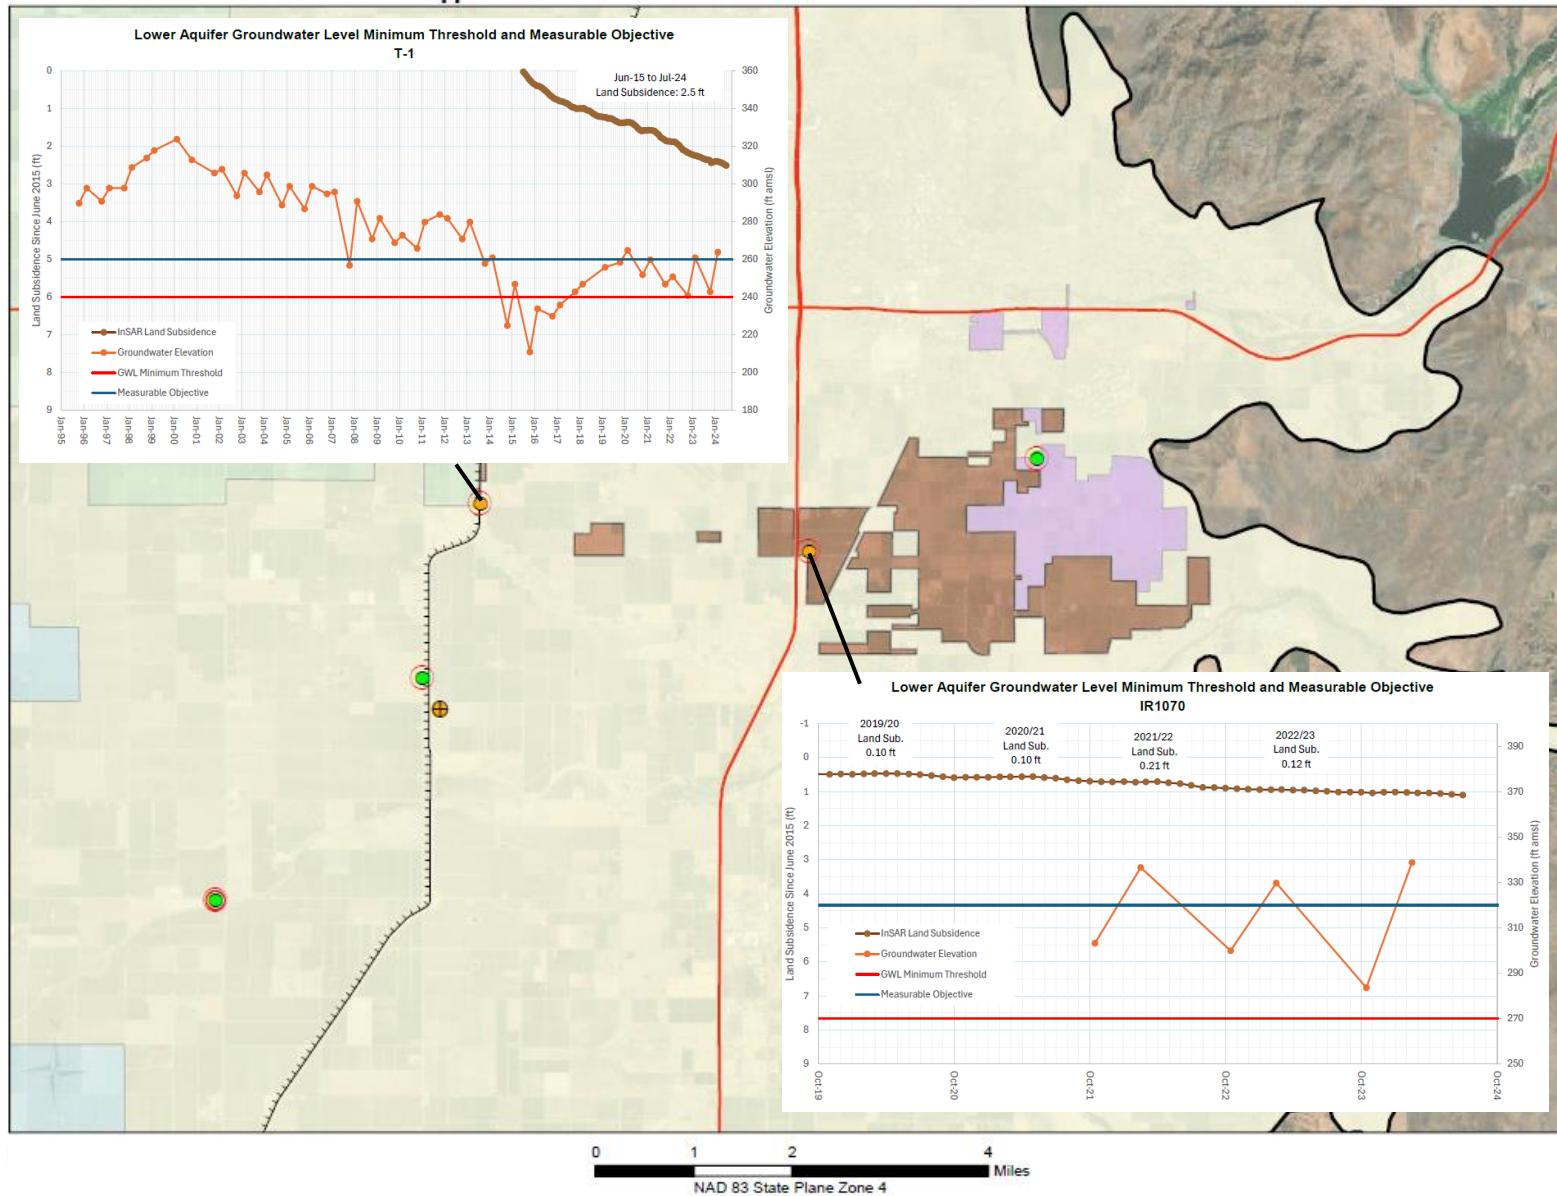 Lower Aquifer Groundwater Level Minimum Threshold and Measurable Objective
T-1
Jun-15 to Jul-24
Land Subsidence: 2.5 ft
Land Subsidence Since June 2015 (ft)
0
1
2
3
4
5
6
7
8
9
360
340
320
300
280
260
240
220
200
180
Groundwater Elevation (ft amsl)
InSAR Land Subsidence
Groundwater Elevation
GWL Minimum Threshold
Measurable Objective
Jan-95
Jan-96
Jan-97
Jan-98
Jan-99
Jan-00
Jan-01
Jan-02
Jan-03
Jan-04
Jan-05
Jan-06
Jan-07
Jan-08
Jan-09
Jan-10
Jan-11
Jan-12
Jan-13
Jan-14
Jan-15
Jan-16
Jan-17
Jan-18
Jan-19
Jan-20
Jan-21
Jan-22
Jan-23
Jan-24
Lower Aquifer Groundwater Level Minimum Threshold and Measurable Objective
IR1070
2019/20
Land Sub.
0.10 ft
2020/21
Land Sub.
0.10 ft
2021/22
Land Sub.
0.21 ft
2022/23
Land Sub.
0.12 ft
Land Subsidence Since June 2015 (ft)
-1
0
1
2
3
4
5
6
7
8
9
390
370
350
330
310
290
270
250
Groundwater Elevation (ft amsl)
InSAR Land Subsidence
Groundwater Elevation
GWL Minimum Threshold
Measurable Objective
Oct-19
Oct-20
Oct-21
Oct-22
Oct-23
Oct-24
0
1
2
4
Miles
NAD 83 State Plane Zone 4